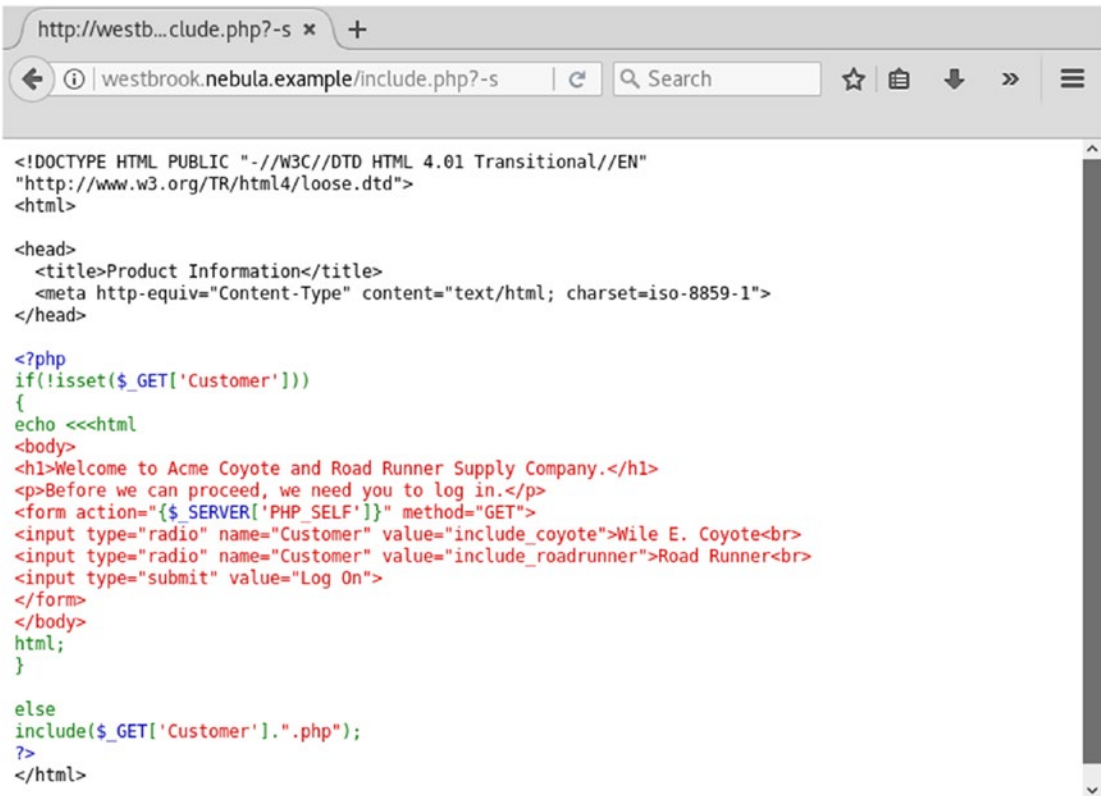 http://westb...clude.php?-s × +
westbrook.nebula.example/include.php?-s Search
<!DOCTYPE HTML PUBLIC "-//W3C//DTD HTML 4.01 Transitional//EN"
"http://www.w3.org/TR/html4/loose.dtd">
<html>
<head>
<title>Product Information</title>
<meta http-equiv="Content-Type" content="text/html; charset=iso-8859-1">
</head>
<?php
if(!isset($_GET['Customer']))
{
echo <<<html
<body>
<h1>Welcome to Acme Coyote and Road Runner Supply Company.</h1>
<p>Before we can proceed, we need you to log in.</p>
<form action="{$_SERVER['PHP_SELF']}" method="GET">
<input type="radio" name="Customer" value="include_coyote">Wile E. Coyote<br>
<input type="radio" name="Customer" value="include_roadrunner">Road Runner<br>
<input type="submit" value="Log On">
</form>
</body>
html;
}
else
include($_GET['Customer'].".php");
?>
</html>